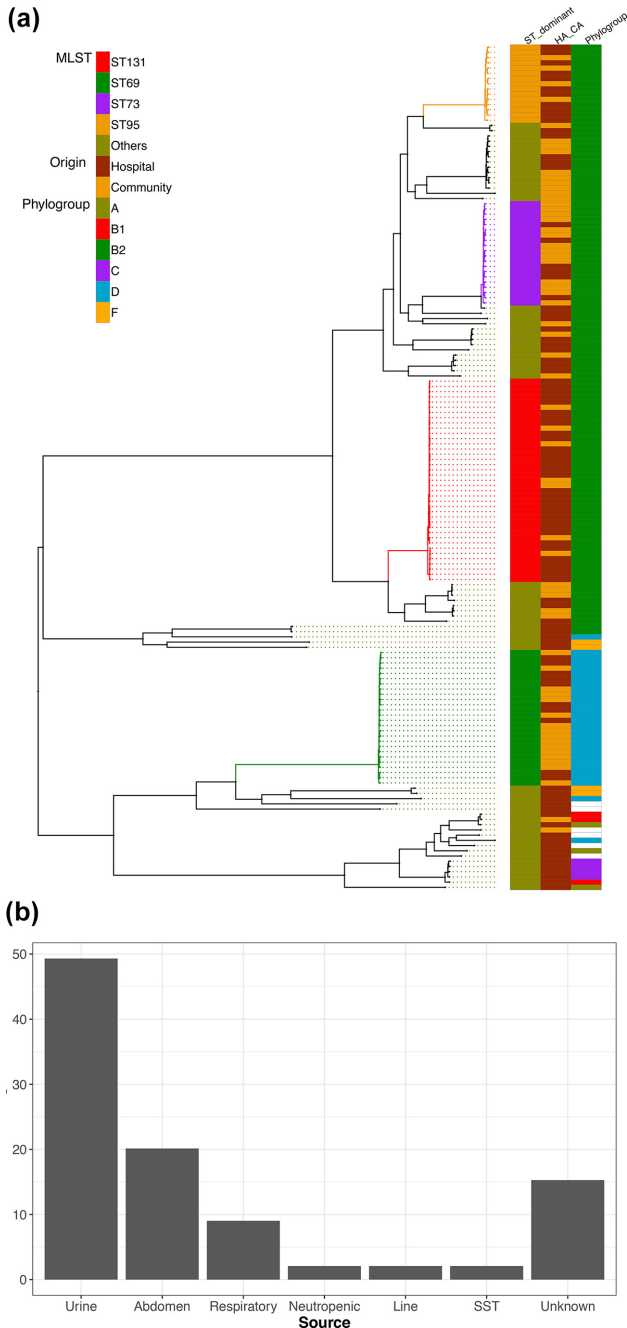 (a)
ST_dominant HA_CA Phylogroup
MLST
ST131
ST69
ST73
ST95
Others
Origin
Hospital
Community
Phylogroup
A
B1
B2
C
D
F
(b)
50
40
30
20
10
0
Urine Abdomen Respiratory Neutropenic Line SST Unknown
Source